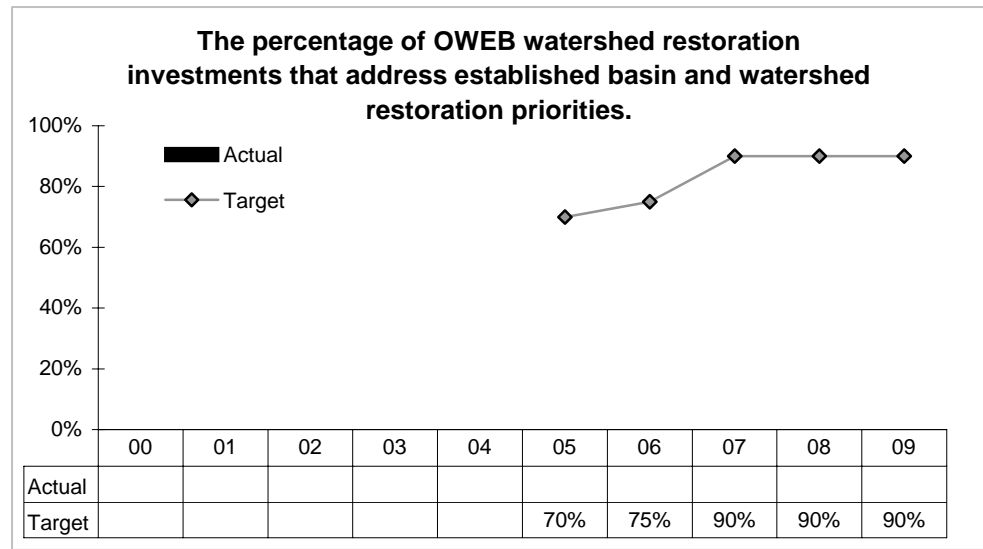 The percentage of OWEB watershed restoration
investments that address established basin and watershed
restoration priorities.
100%
80%
60%
40%
20%
0%
Actual
Target
00 01 02 03 04 05 06 07 08 09
Actual
Target 70% 75% 90% 90% 90%